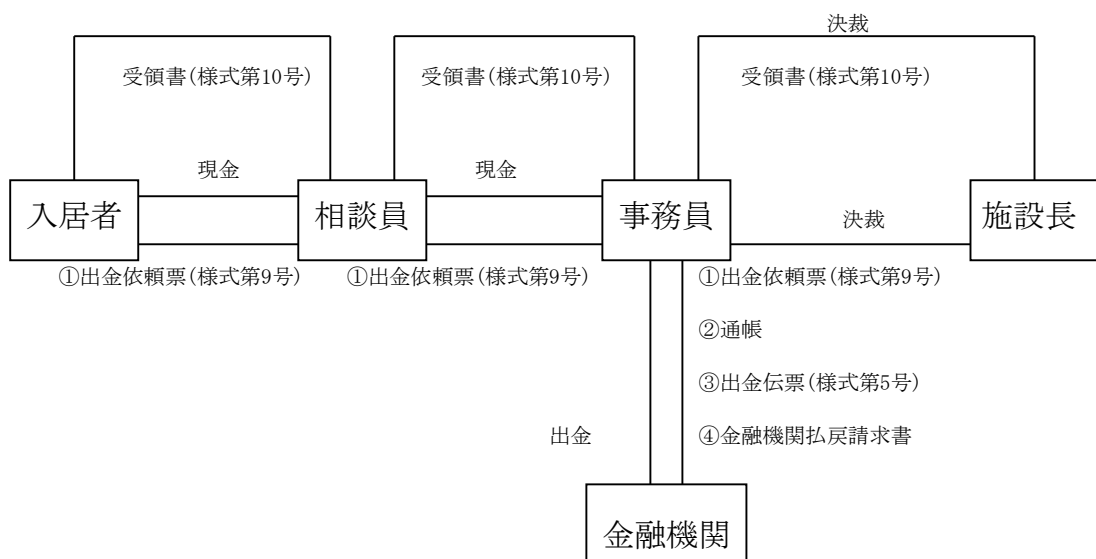 決裁
受領書(様式第10号)
受領書(様式第10号)
受領書(様式第10号)
現金
現金
入居者
相談員
事務員
決裁
施設長
①出金依頼票(様式第9号)
①出金依頼票(様式第9号)
①出金依頼票(様式第9号)
②通帳
③出金伝票(様式第5号)
出金
④金融機関払戻請求書
金融機関